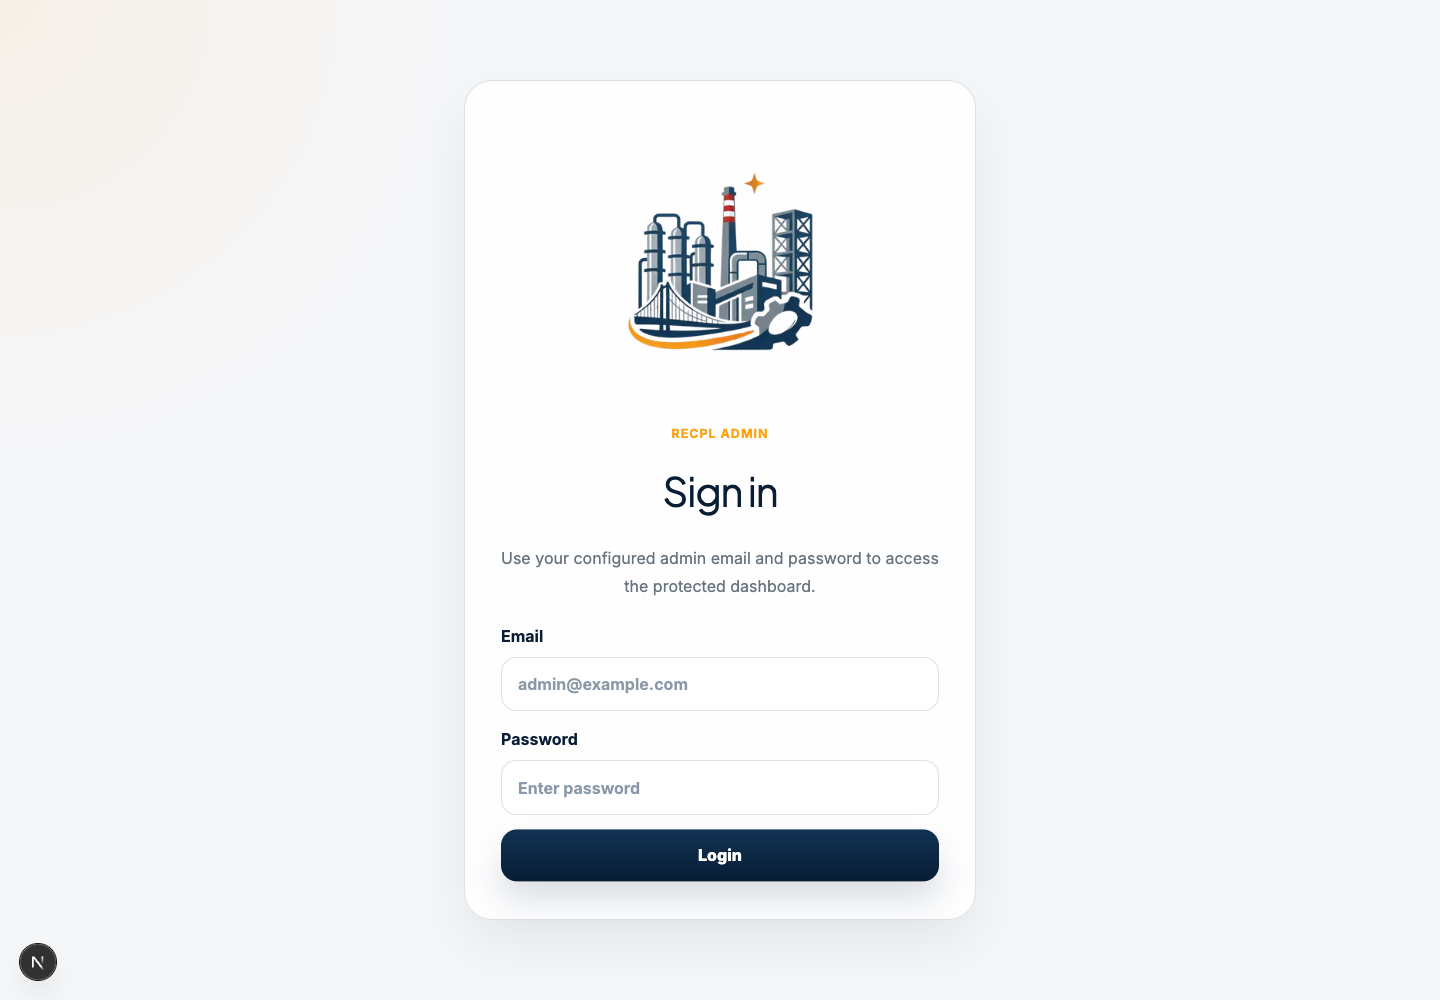 RECPL ADMIN
Sign in
Use your configured admin email and password to access
the protected dashboard.
Email
admin@example.com
Password
Enter password
Login
N